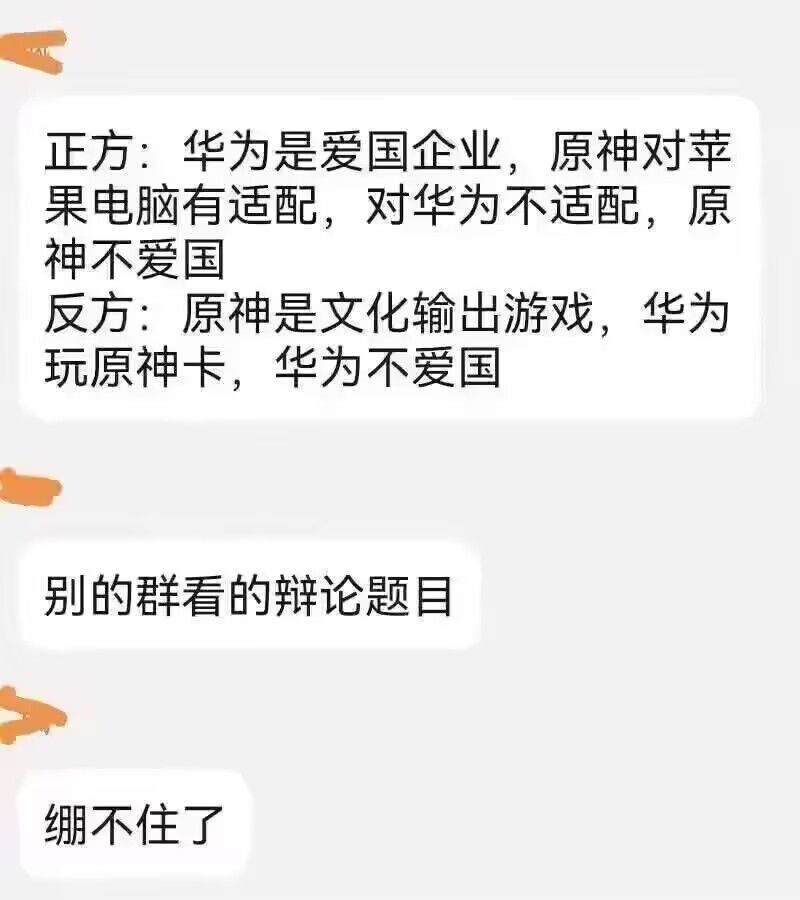 正方：华为是爱国企业，原神对苹
果电脑有适配，对华为不适配，原
神不爱国
反方：原神是文化输出游戏，华为
玩原神卡，华为不爱国
别的群看的辩论题目
绷不住了